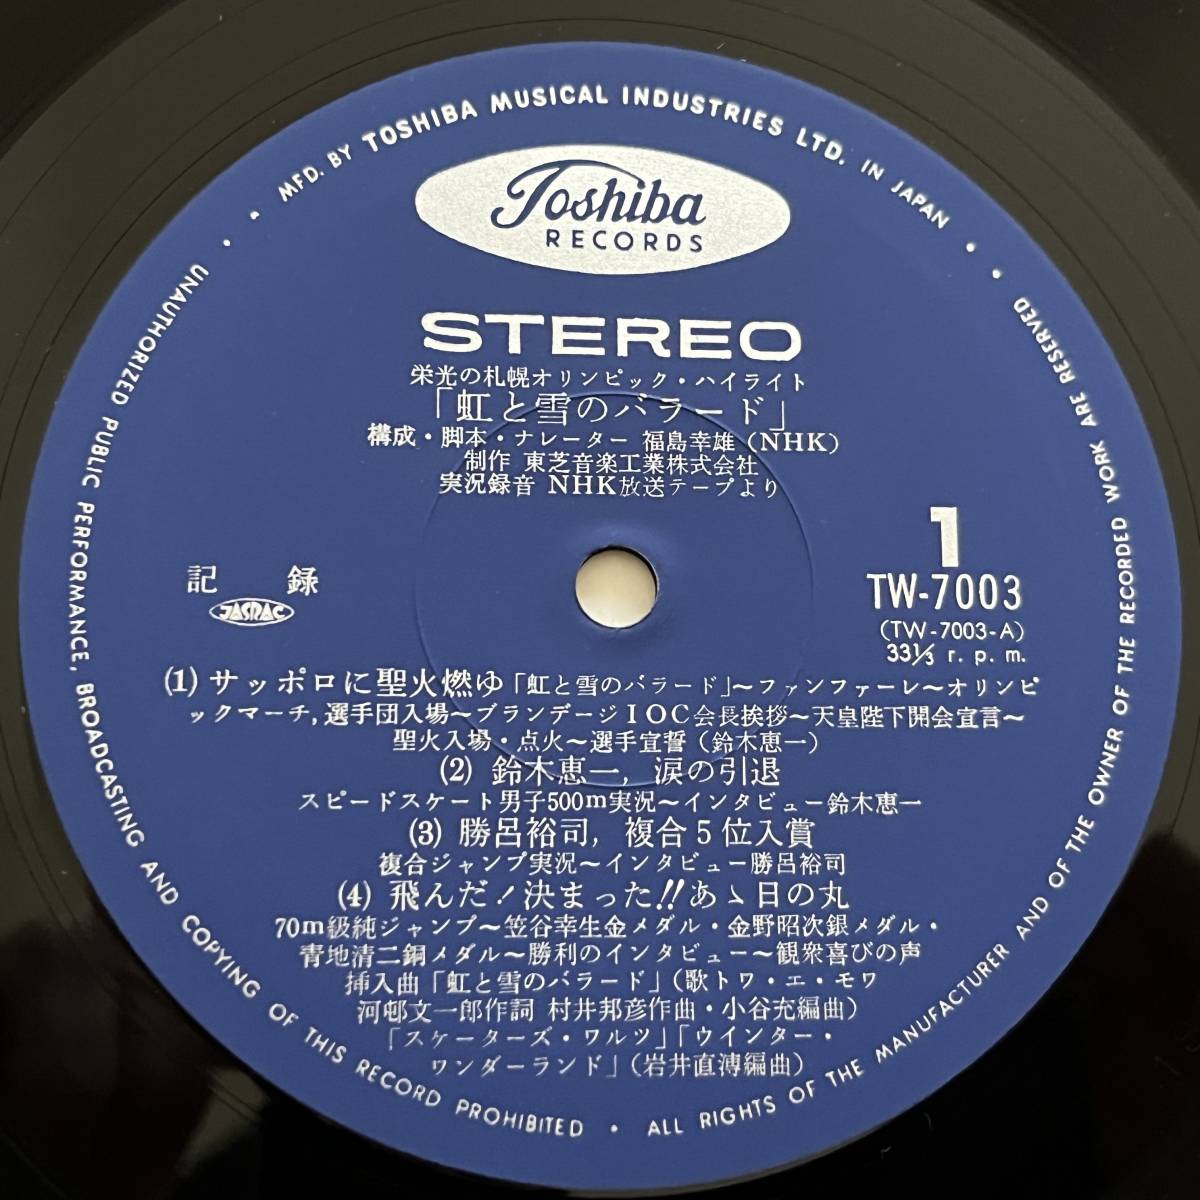 MFD. BY TOSHIBA MUSICAL INDUSTRIES LTD. IN JAPAN
Toshiba
RECORDS
STEREO
栄光の札幌オリンピック・ハイライト
「虹と雪のバラード」
構成・脚本・ナレーター 福島幸雄(NHK)
制作 東芝音楽工業株式会社
実況録音 NHK放送テープより
記 録
JASRAC
1
TW-7003
(TW-7003-A)
33⅓ r. p. m.
(1) サッポロに聖火燃ゆ「虹と雪のバラード」~ファンファーレ~オリンピ
ックマーチ,選手団入場~ブランデージIOC会長挨拶~天皇陛下開会宣言~
聖火入場・点火~選手宣誓(鈴木恵一)
(2) 鈴木恵一, 涙の引退
スピードスケート男子500m実況~インタビュー鈴木恵一
(3) 勝呂裕司, 複合5位入賞
複合ジャンプ実況~インタビュー勝呂裕司
(4) 飛んだ!決まった!!あゝ日の丸
70m級純ジャンプ~笠谷幸生金メダル・金野昭次銀メダル・
青地清二銅メダル~勝利のインタビュー~観衆喜びの声
挿入曲「虹と雪のバラード」(歌トワ・エ・モワ
河邨文一郎作詞 村井邦彦作曲・小谷充編曲)
「スケーターズ・ワルツ」「ウインター・
ワンダーランド」(岩井直溥編曲)
UNAUTHORIZED PUBLIC PERFORMANCE, BROADCASTING AND COPYING OF THIS RECORD PROHIBITED • ALL RIGHTS OF THE MANUFACTURER AND OF THE OWNER OF THE RECORDED WORK ARE RESERVED